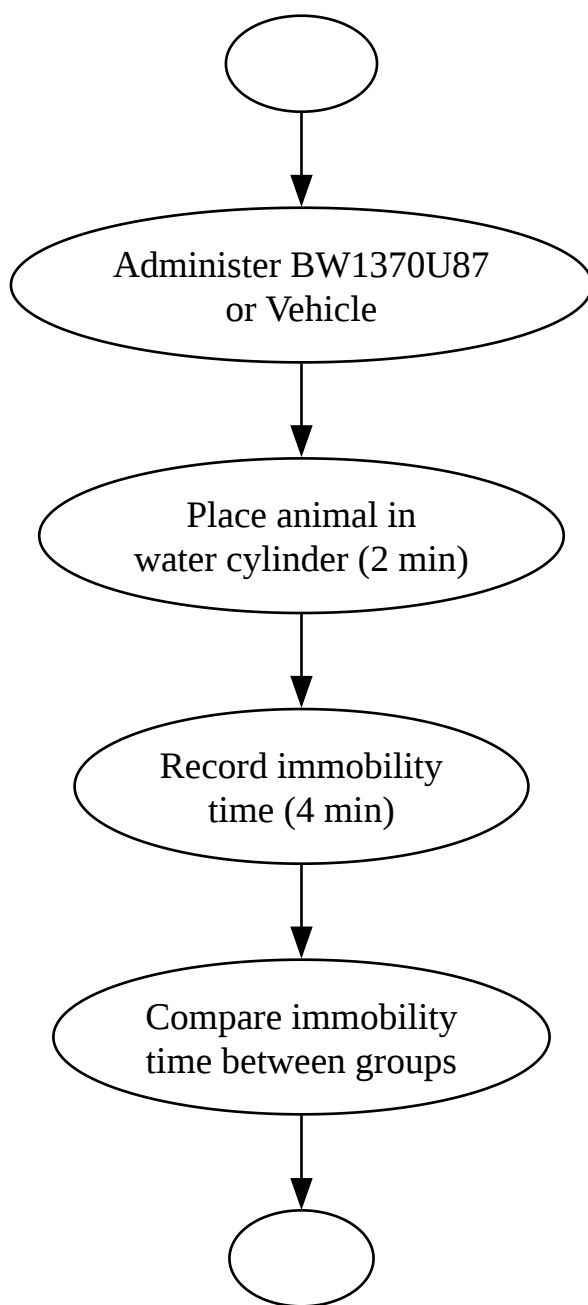 Administer BW1370U87
or Vehicle
Place animal in
water cylinder (2 min)
Record immobility
time (4 min)
Compare immobility
time between groups